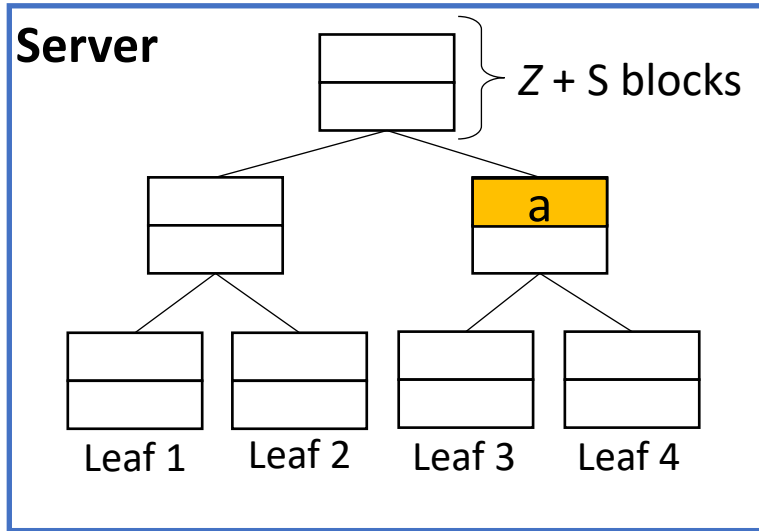 Server
Z + S blocks
a
Leaf 1
Leaf 2
Leaf 3
Leaf 4